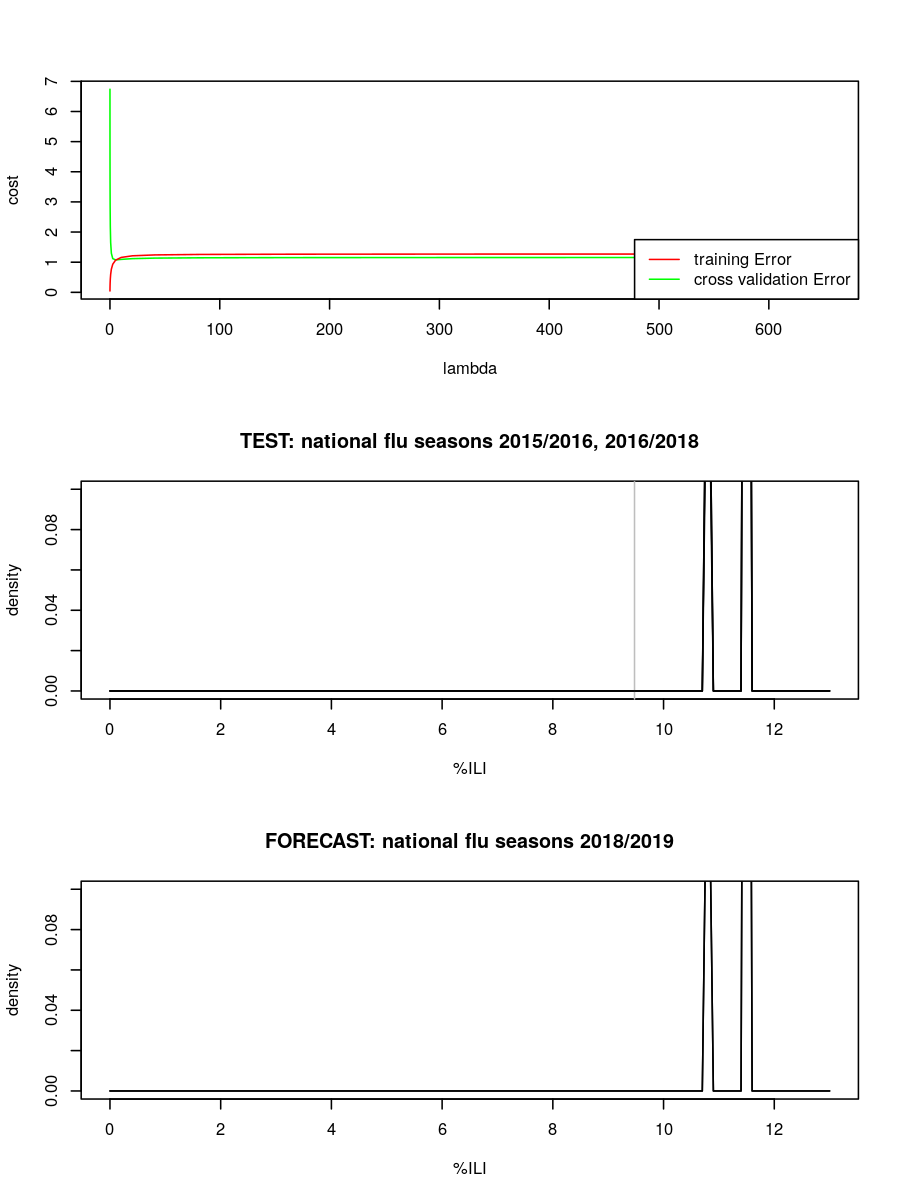 7
6
5
4
3
2
1
0
cost
training Error
cross validation Error
0 100 200 300 400 500 600
lambda
TEST: national flu seasons 2015/2016, 2016/2018
0.08
0.04
0.00
density
0 2 4 6 8 10 12
%ILI
FORECAST: national flu seasons 2018/2019
0.08
0.04
0.00
density
0 2 4 6 8 10 12
%ILI